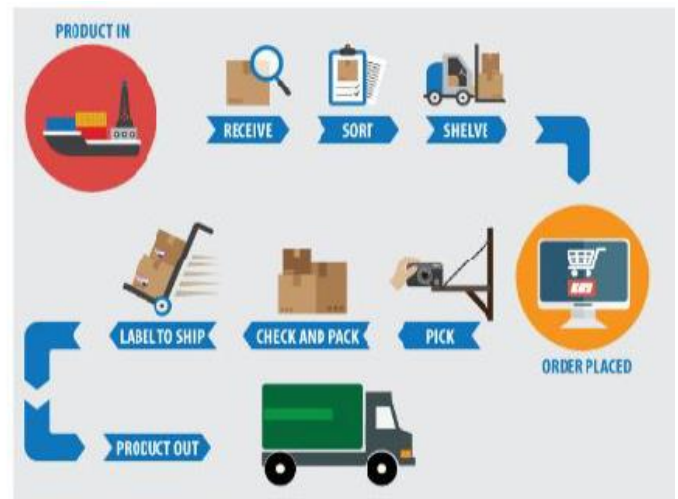 PRODUCT IN
RECEIVE
SORT
SHELVE
ORDER PLACED
PICK
CHECK AND PACK
LABEL TO SHIP
PRODUCT OUT